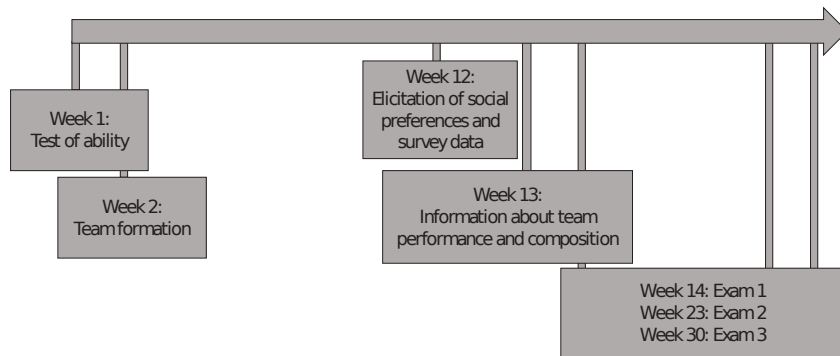 Week 1:
Test of ability
Week 2:
Team formation
Week 12:
Elicitation of social
preferences and
survey data
Week 13:
Information about team
performance and composition
Week 14: Exam 1
Week 23: Exam 2
Week 30: Exam 3